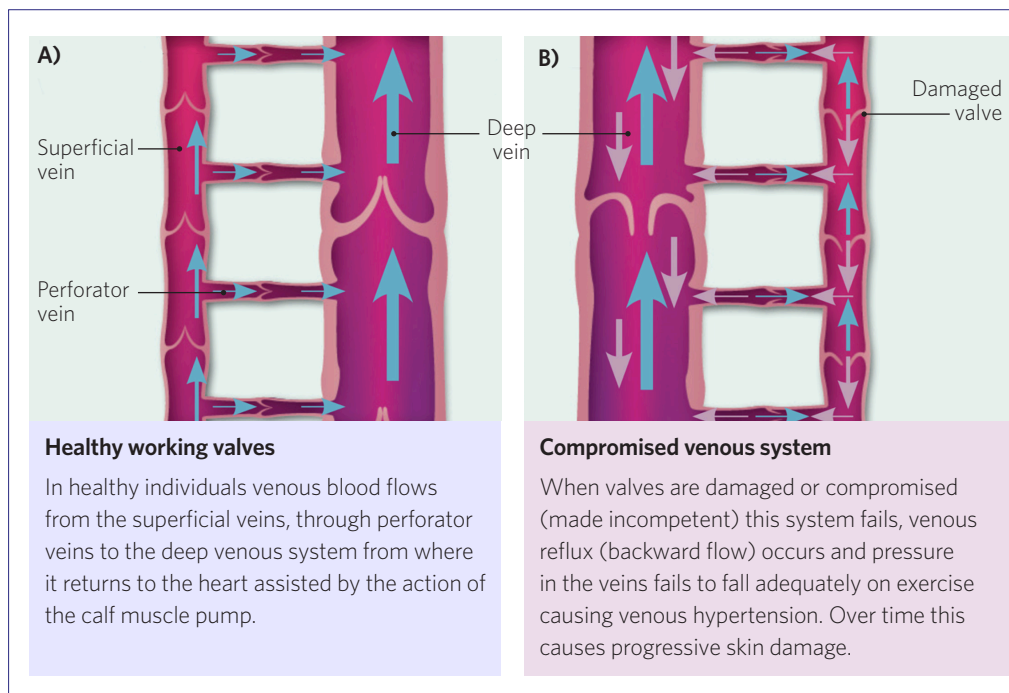 A)
Superficial
vein
Perforator
vein
Deep
vein
B)
Damaged
valve
Healthy working valves
In healthy individuals venous blood flows
from the superficial veins, through perforator
veins to the deep venous system from where
it returns to the heart assisted by the action of
the calf muscle pump.
Compromised venous system
When valves are damaged or compromised
(made incompetent) this system fails, venous
reflux (backward flow) occurs and pressure
in the veins fails to fall adequately on exercise
causing venous hypertension. Over time this
causes progressive skin damage.